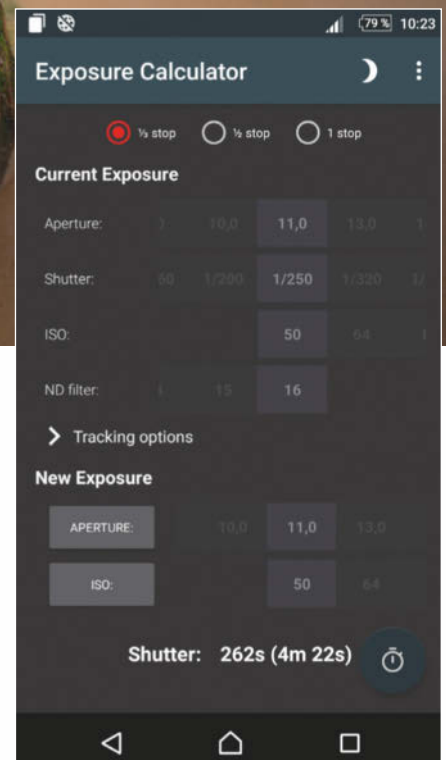 79 % 10:23
Exposure Calculator
⅓ stop ½ stop 1 stop
Current Exposure
Aperture: 10,0 11,0 13,0
Shutter: 60 1/200 1/250 1/320 1/
ISO: 50 64
ND filter: 15 16
Tracking options
New Exposure
APERTURE: 10,0 11,0 13,0
ISO: 50 64
Shutter: 262s (4m 22s)